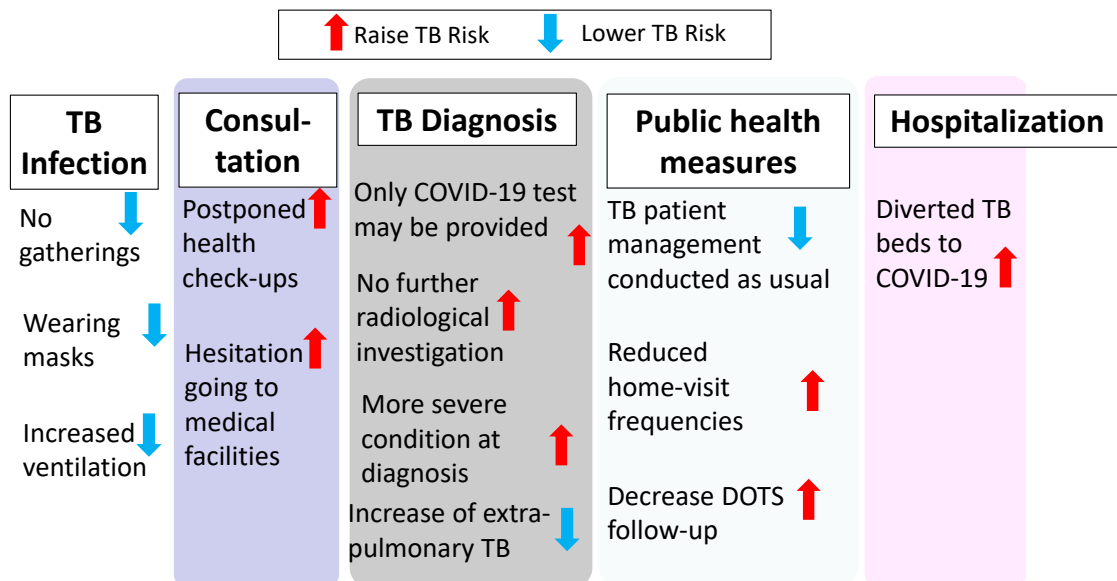 Raise TB Risk
Lower TB Risk
TB
Infection
No
gatherings
Wearing
masks
Increased
ventilation
Consul-
tation
Postponed
health
check-ups
Hesitation
going to
medical
facilities
TB Diagnosis
Only COVID-19 test
may be provided
No further
radiological
investigation
More severe
condition at
diagnosis
Increase of extra-
pulmonary TB
Public health
measures
TB patient
management
conducted as usual
Reduced
home-visit
frequencies
Decrease DOTS
follow-up
Hospitalization
Diverted TB
beds to
COVID-19